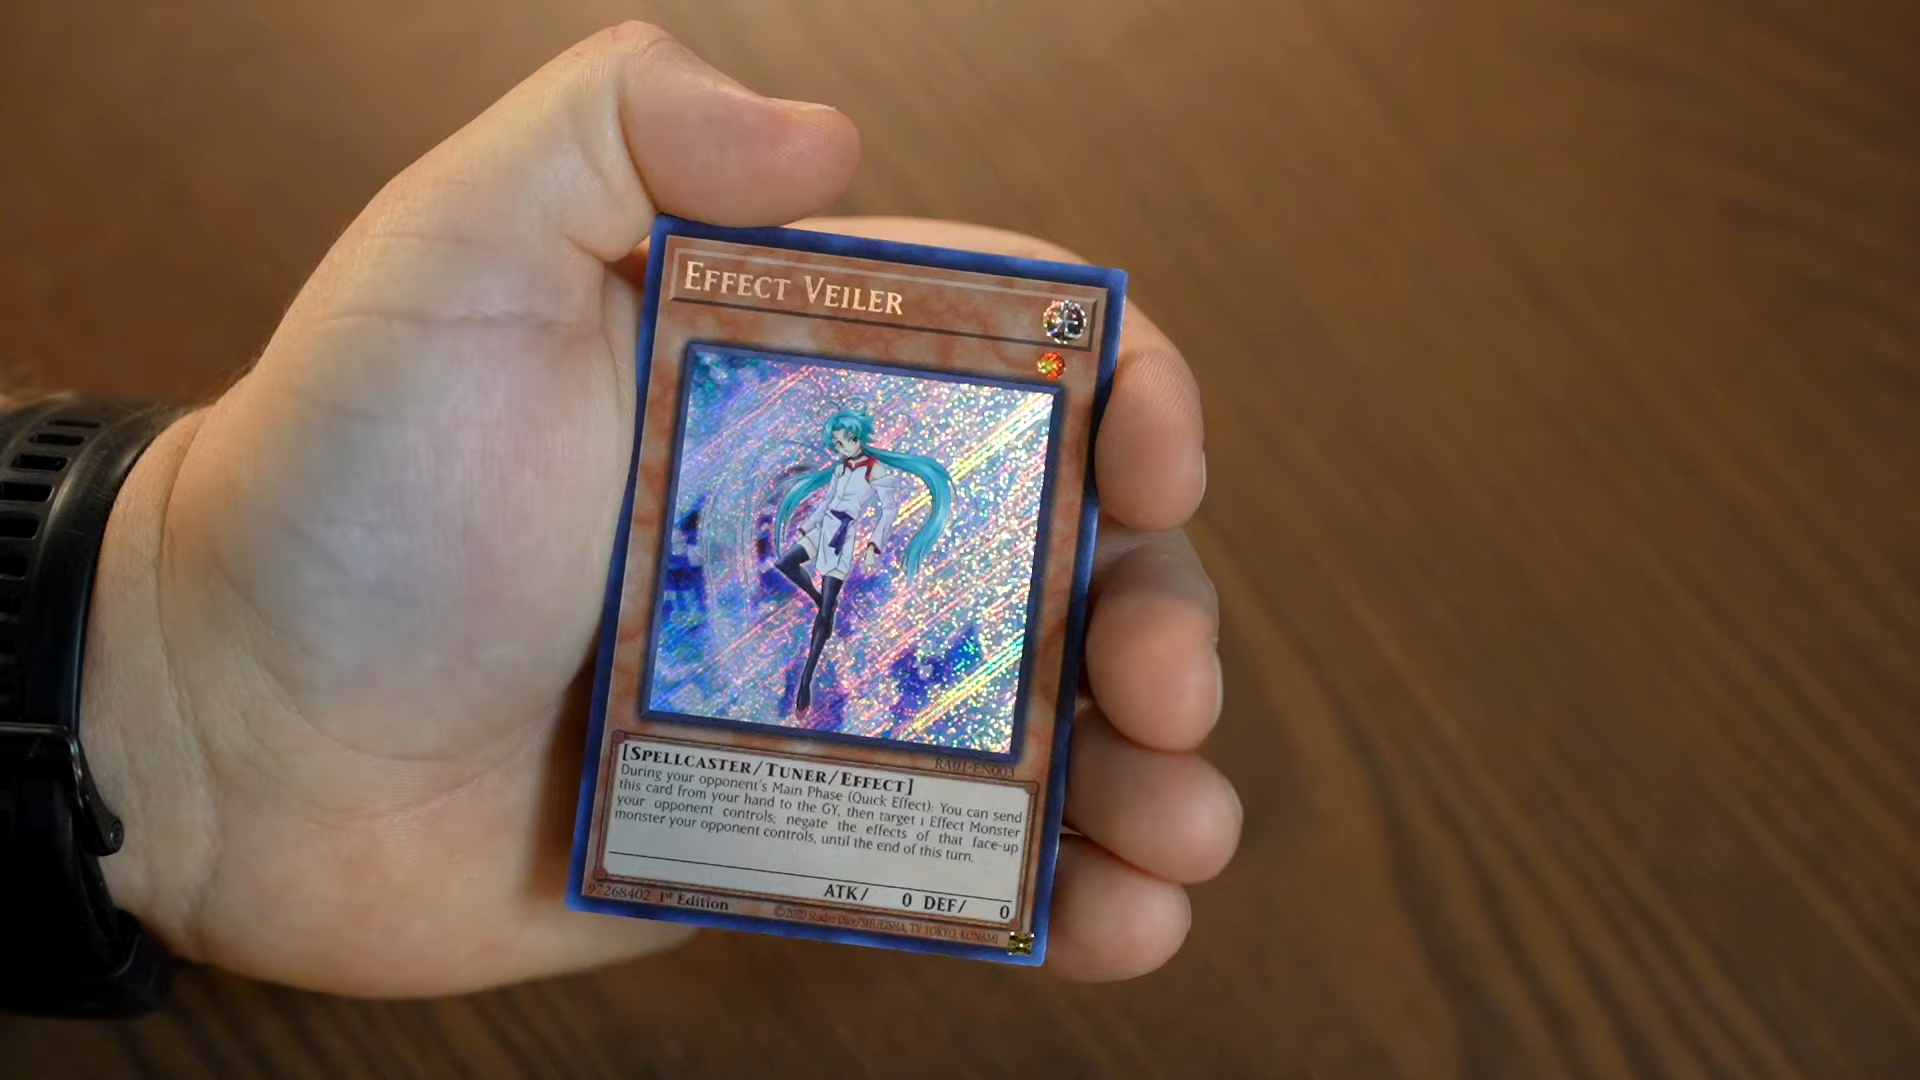 EFFECT VEILER
RA01-EN003
[SPELLCASTER/TUNER/EFFECT]
During your opponent's Main Phase (Quick Effect): You can send
this card from your hand to the GY, then target 1 Effect Monster
your opponent controls; negate the effects of that face-up
monster your opponent controls, until the end of this turn.
ATK/ 0 DEF/ 0
97268402 1st Edition
©2020 Studio Dice/SHUEISHA, TV TOKYO, KONAMI